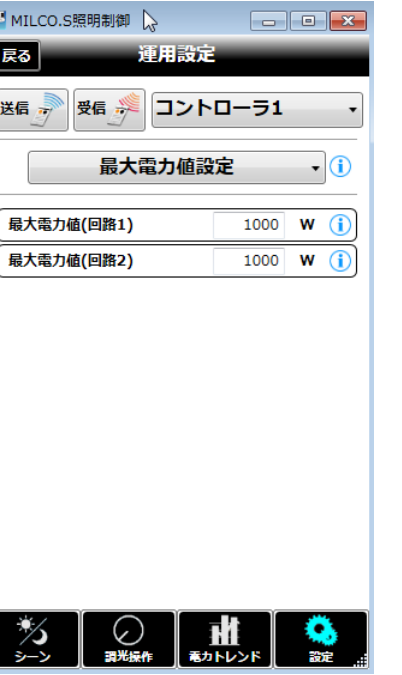 MILCO.S照明制御
戻る
運用設定
送信
受信
コントローラ1
最大電力値設定
最大電力値(回路1) 1000 W
最大電力値(回路2) 1000 W
シーン
調光操作
電力トレンド
設定